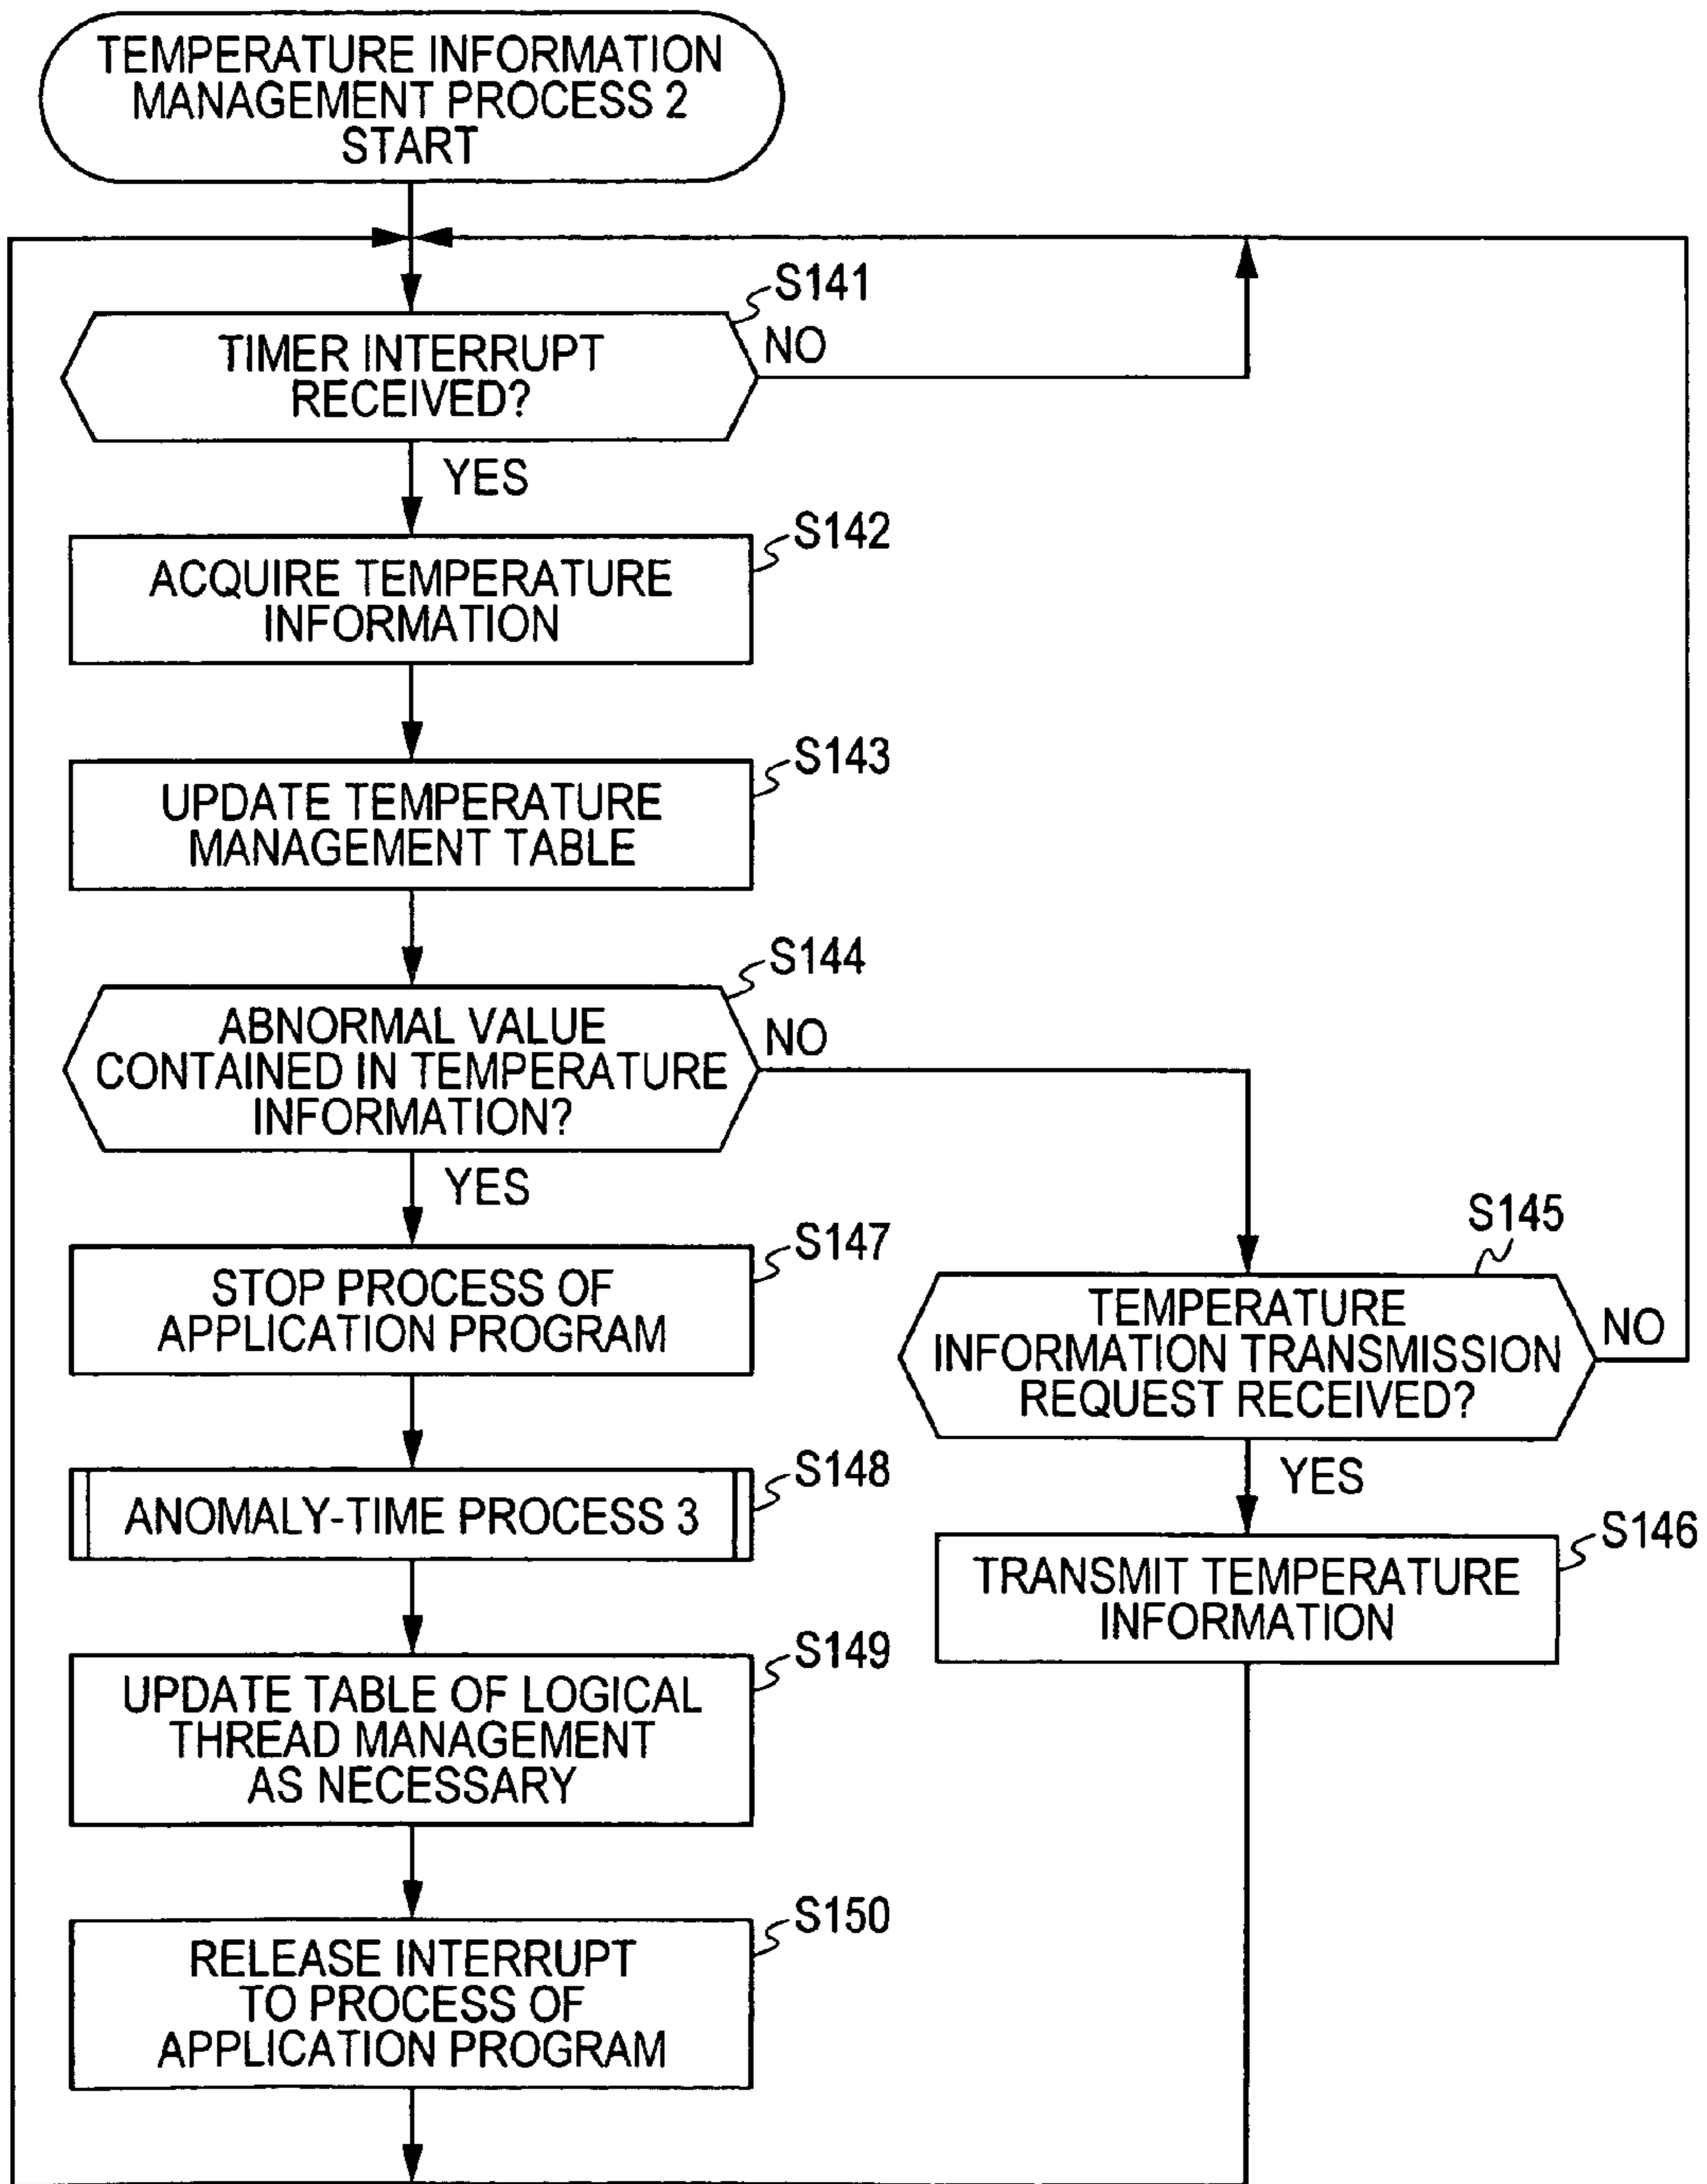 TEMPERATURE INFORMATION
MANAGEMENT PROCESS 2
START
S141
TIMER INTERRUPT
RECEIVED?
NO
YES
S142
ACQUIRE TEMPERATURE
INFORMATION
S143
UPDATE TEMPERATURE
MANAGEMENT TABLE
S144
ABNORMAL VALUE
CONTAINED IN TEMPERATURE
INFORMATION?
NO
YES
S147
STOP PROCESS OF
APPLICATION PROGRAM
S145
TEMPERATURE
INFORMATION TRANSMISSION
REQUEST RECEIVED?
NO
YES
S148
ANOMALY-TIME PROCESS 3
S146
TRANSMIT TEMPERATURE
INFORMATION
S149
UPDATE TABLE OF LOGICAL
THREAD MANAGEMENT
AS NECESSARY
S150
RELEASE INTERRUPT
TO PROCESS OF
APPLICATION PROGRAM